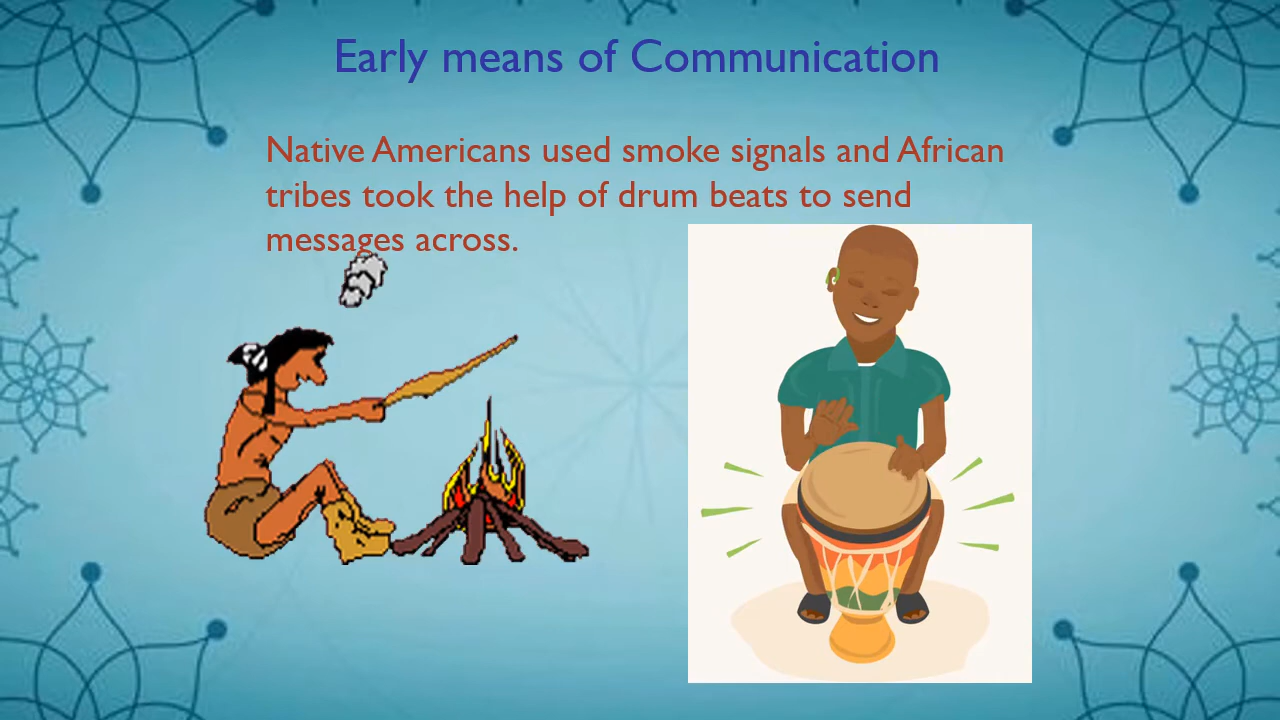 Early means of Communication
Native Americans used smoke signals and African
tribes took the help of drum beats to send
messages across.